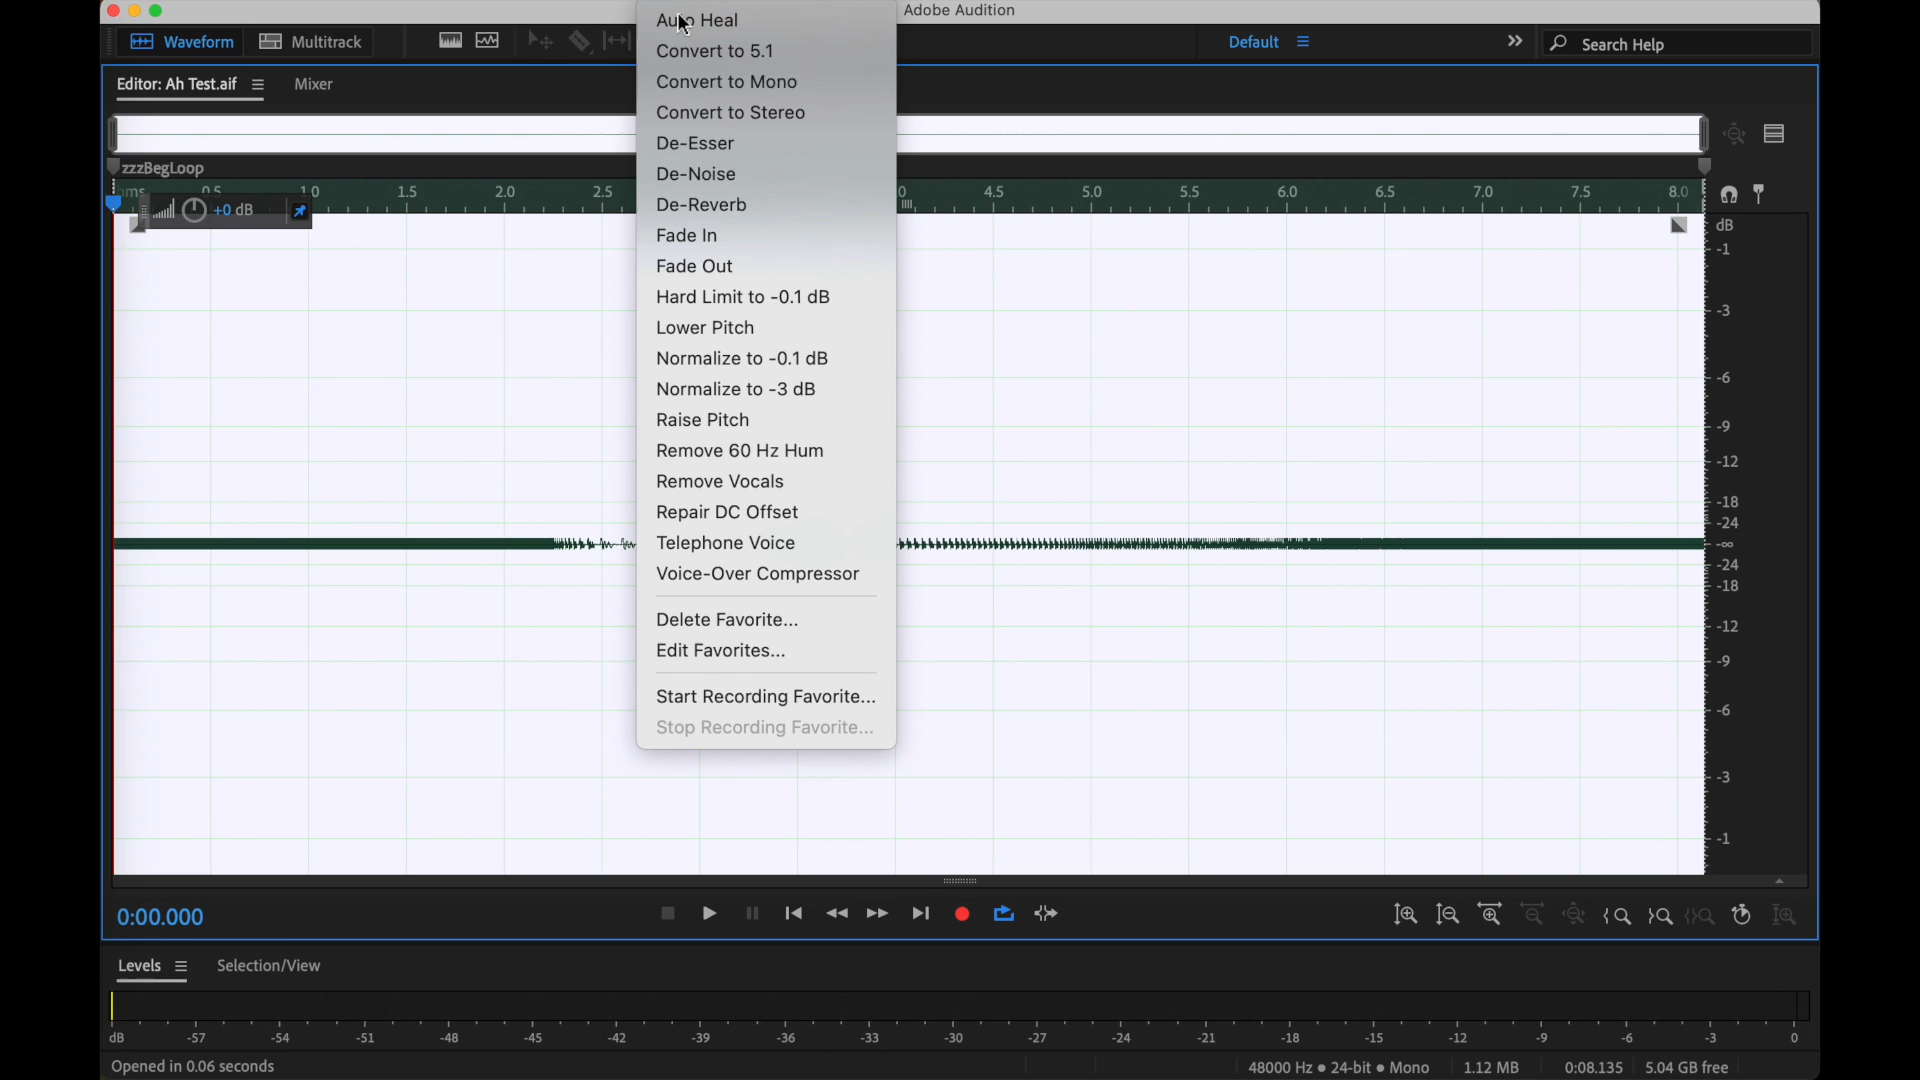 Adobe Audition
Waveform
Multitrack
Default
Search Help
Editor: Ah Test.aif
Mixer
zzzBegLoop
hms 0.5 1.0 1.5 2.0 2.5 4.5 5.0 5.5 6.0 6.5 7.0 7.5 8.0
+0 dB
Auto Heal
Convert to 5.1
Convert to Mono
Convert to Stereo
De-Esser
De-Noise
De-Reverb
Fade In
Fade Out
Hard Limit to -0.1 dB
Lower Pitch
Normalize to -0.1 dB
Normalize to -3 dB
Raise Pitch
Remove 60 Hz Hum
Remove Vocals
Repair DC Offset
Telephone Voice
Voice-Over Compressor
Delete Favorite...
Edit Favorites...
Start Recording Favorite...
Stop Recording Favorite...
dB
-1
-3
-6
-9
-12
-18
-24
-∞
-24
-18
-12
-9
-6
-3
-1
0:00.000
Levels
Selection/View
dB -57 -54 -51 -48 -45 -42 -39 -36 -33 -30 -27 -24 -21 -18 -15 -12 -9 -6 -3 0
Opened in 0.06 seconds
48000 Hz ● 24-bit ● Mono 1.12 MB 0:08.135 5.04 GB free